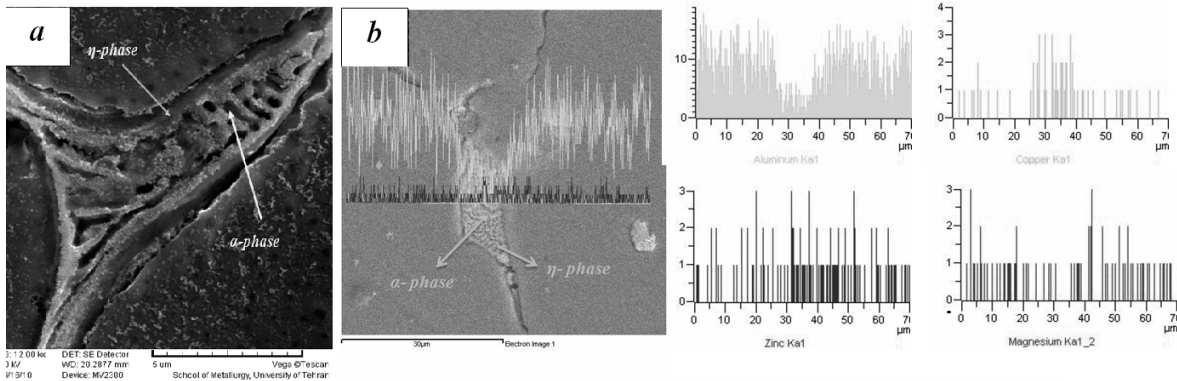 a
η-phase
α-phase
DET: SE Detector
WD: 20.2877 mm
Device: MV2300
5 um
Vega ©Tescan
School of Metallurgy, University of Tehran
b
α- phase
η- phase
30µm
Electron Image 1
10
0
0 10 20 30 40 50 60 70
µm
Aluminum Ka1
4
3
2
1
0
0 10 20 30 40 50 60 70
µm
Copper Ka1
3
2
1
0
0 10 20 30 40 50 60 70
µm
Zinc Ka1
3
2
1
0
0 10 20 30 40 50 60 70
µm
Magnesium Ka1_2